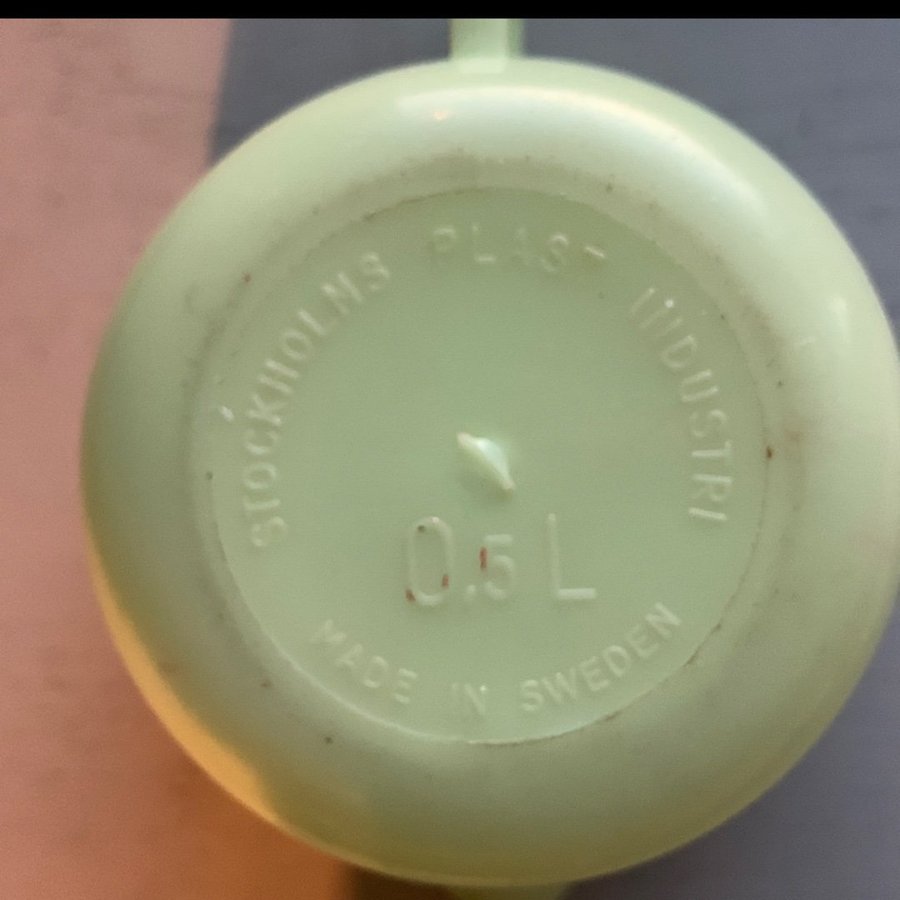 STOCKHOLMS PLAST INDUSTRI
0.5 L
MADE IN SWEDEN